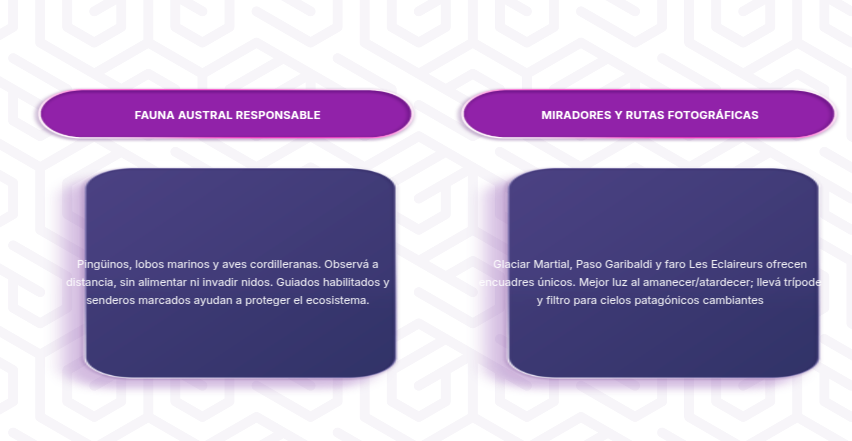 FAUNA AUSTRAL RESPONSABLE
Pingüinos, lobos marinos y aves cordilleranas. Observá a
distancia, sin alimentar ni invadir nidos. Guiados habilitados y
senderos marcados ayudan a proteger el ecosistema.
MIRADORES Y RUTAS FOTOGRÁFICAS
Glaciar Martial, Paso Garibaldi y faro Les Eclaireurs ofrecen
encuadres únicos. Mejor luz al amanecer/atardecer; llevá trípode
y filtro para cielos patagónicos cambiantes